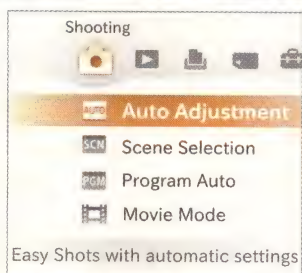 Shooting
AUTO Auto Adjustment
SCN Scene Selection
PGM Program Auto
Movie Mode
Easy Shots with automatic settings